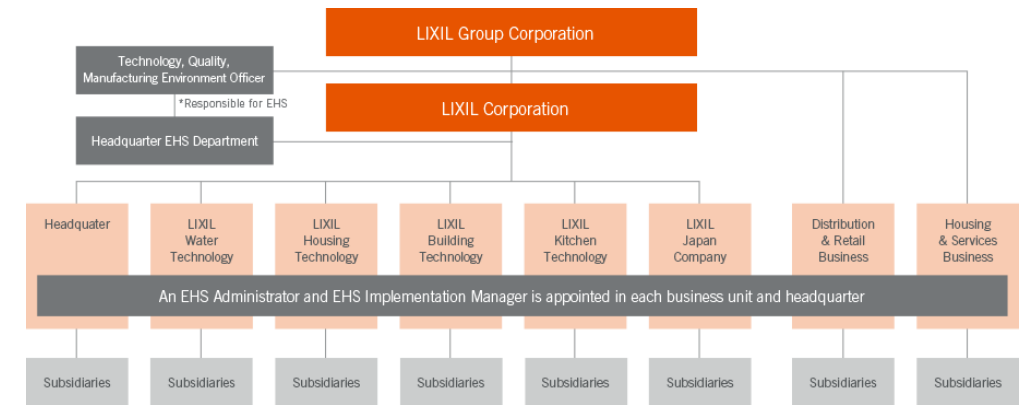 LIXIL Group Corporation
Technology, Quality,
Manufacturing Environment Officer
*Responsible for EHS
LIXIL Corporation
Headquarter EHS Department
Headquater
LIXIL
Water
Technology
LIXIL
Housing
Technology
LIXIL
Building
Technology
LIXIL
Kitchen
Technology
LIXIL
Japan
Company
Distribution
& Retail
Business
Housing
& Services
Business
An EHS Administrator and EHS Implementation Manager is appointed in each business unit and headquarter
Subsidiaries
Subsidiaries
Subsidiaries
Subsidiaries
Subsidiaries
Subsidiaries
Subsidiaries
Subsidiaries